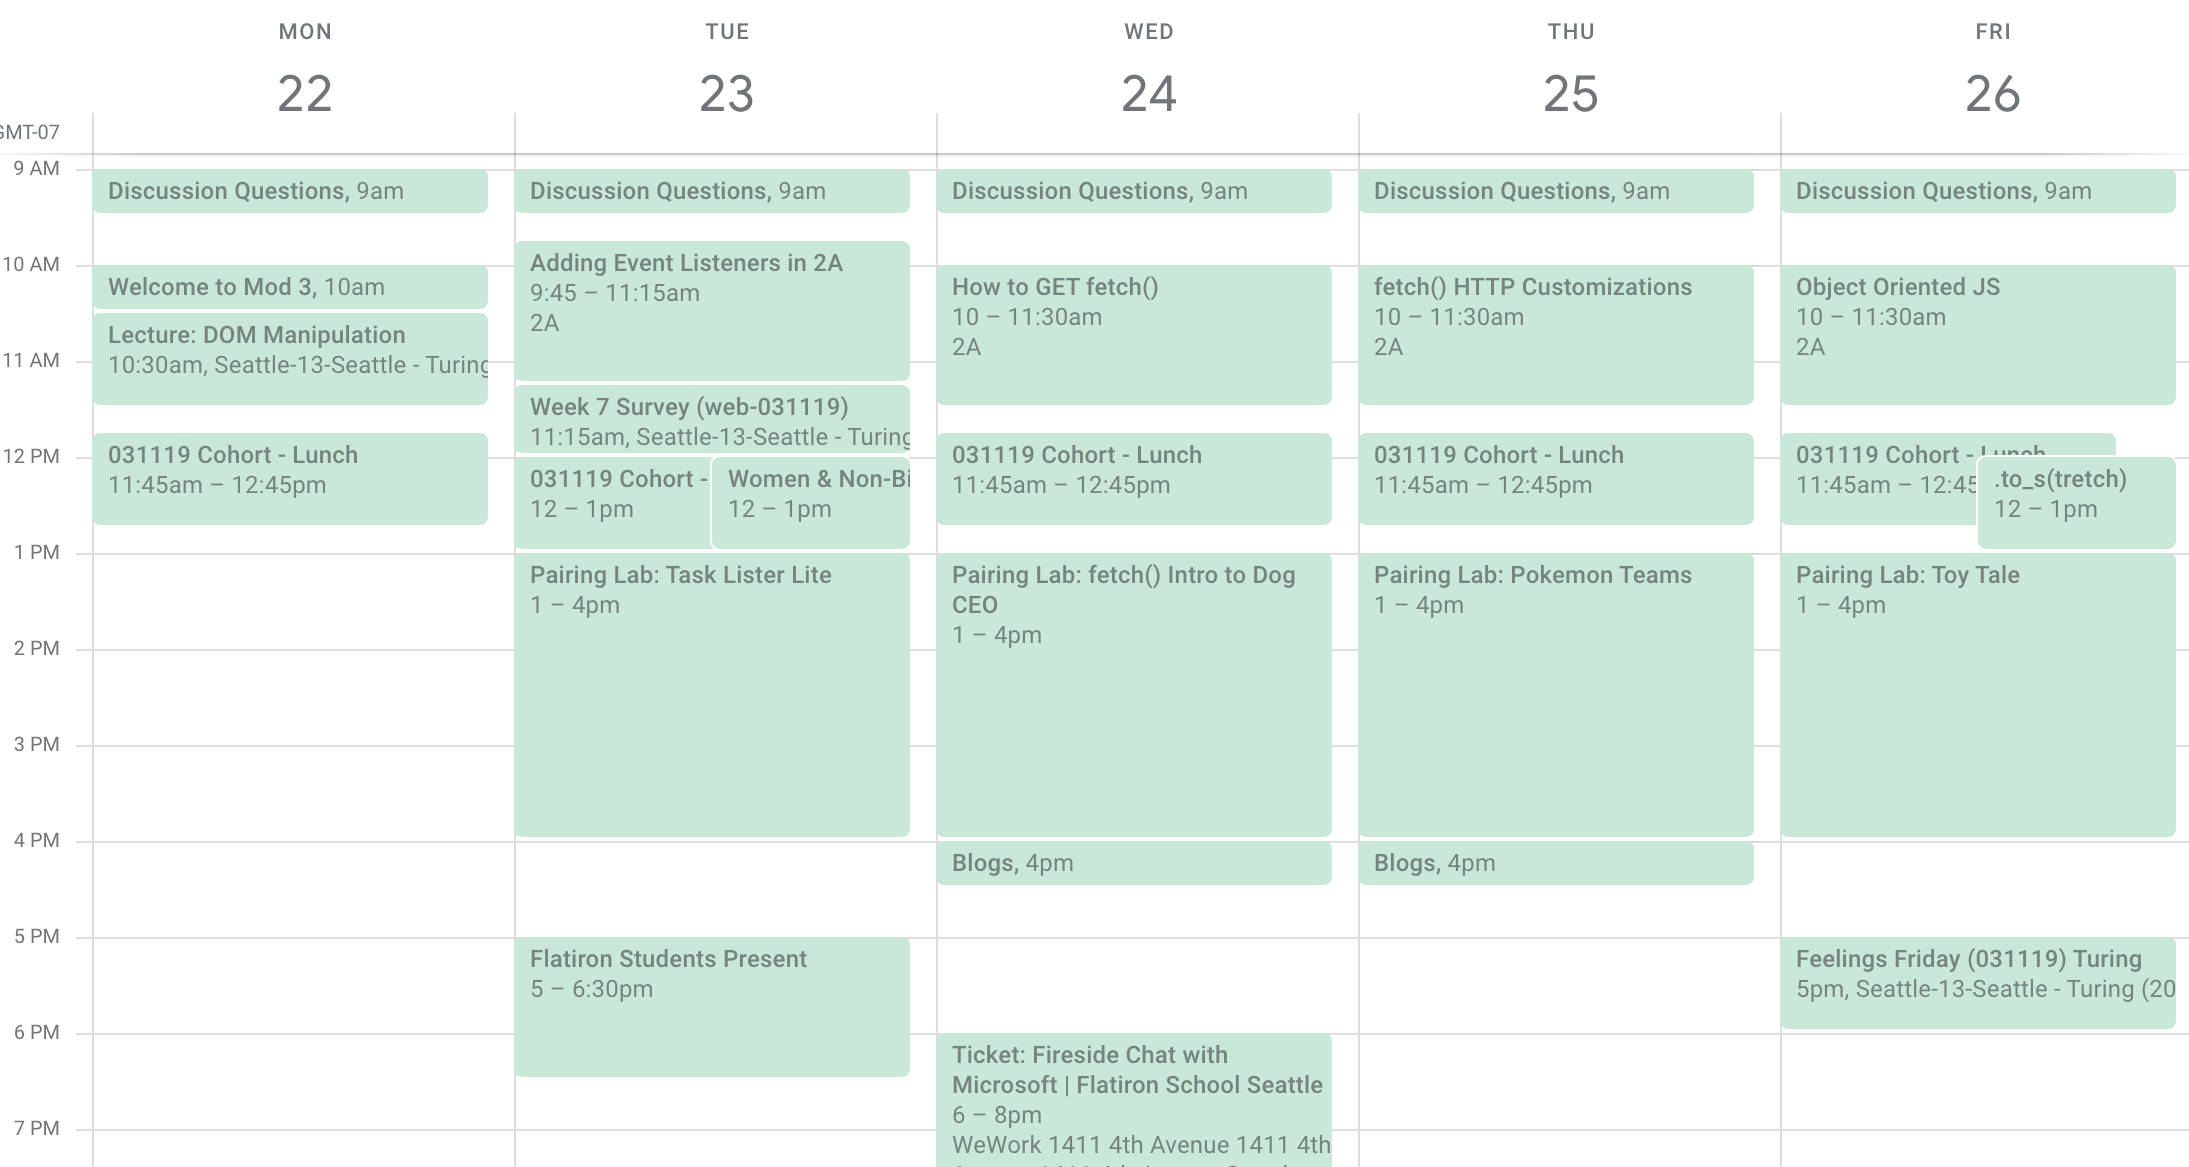 MON
22
TUE
23
WED
24
THU
25
FRI
26
GMT-07
9 AM
10 AM
11 AM
12 PM
1 PM
2 PM
3 PM
4 PM
5 PM
6 PM
7 PM
Discussion Questions, 9am
Welcome to Mod 3, 10am
Lecture: DOM Manipulation
10:30am, Seattle-13-Seattle - Turing
031119 Cohort - Lunch
11:45am – 12:45pm
Discussion Questions, 9am
Adding Event Listeners in 2A
9:45 – 11:15am
2A
Week 7 Survey (web-031119)
11:15am, Seattle-13-Seattle - Turing
031119 Cohort -
12 – 1pm
Women & Non-Bi
12 – 1pm
Pairing Lab: Task Lister Lite
1 – 4pm
Flatiron Students Present
5 – 6:30pm
Discussion Questions, 9am
How to GET fetch()
10 – 11:30am
2A
031119 Cohort - Lunch
11:45am – 12:45pm
Pairing Lab: fetch() Intro to Dog
CEO
1 – 4pm
Blogs, 4pm
Ticket: Fireside Chat with
Microsoft | Flatiron School Seattle
6 – 8pm
WeWork 1411 4th Avenue 1411 4th
Discussion Questions, 9am
fetch() HTTP Customizations
10 – 11:30am
2A
031119 Cohort - Lunch
11:45am – 12:45pm
Pairing Lab: Pokemon Teams
1 – 4pm
Blogs, 4pm
Discussion Questions, 9am
Object Oriented JS
10 – 11:30am
2A
031119 Cohort - Lunch
11:45am – 12:45
.to_s(tretch)
12 – 1pm
Pairing Lab: Toy Tale
1 – 4pm
Feelings Friday (031119) Turing
5pm, Seattle-13-Seattle - Turing (20